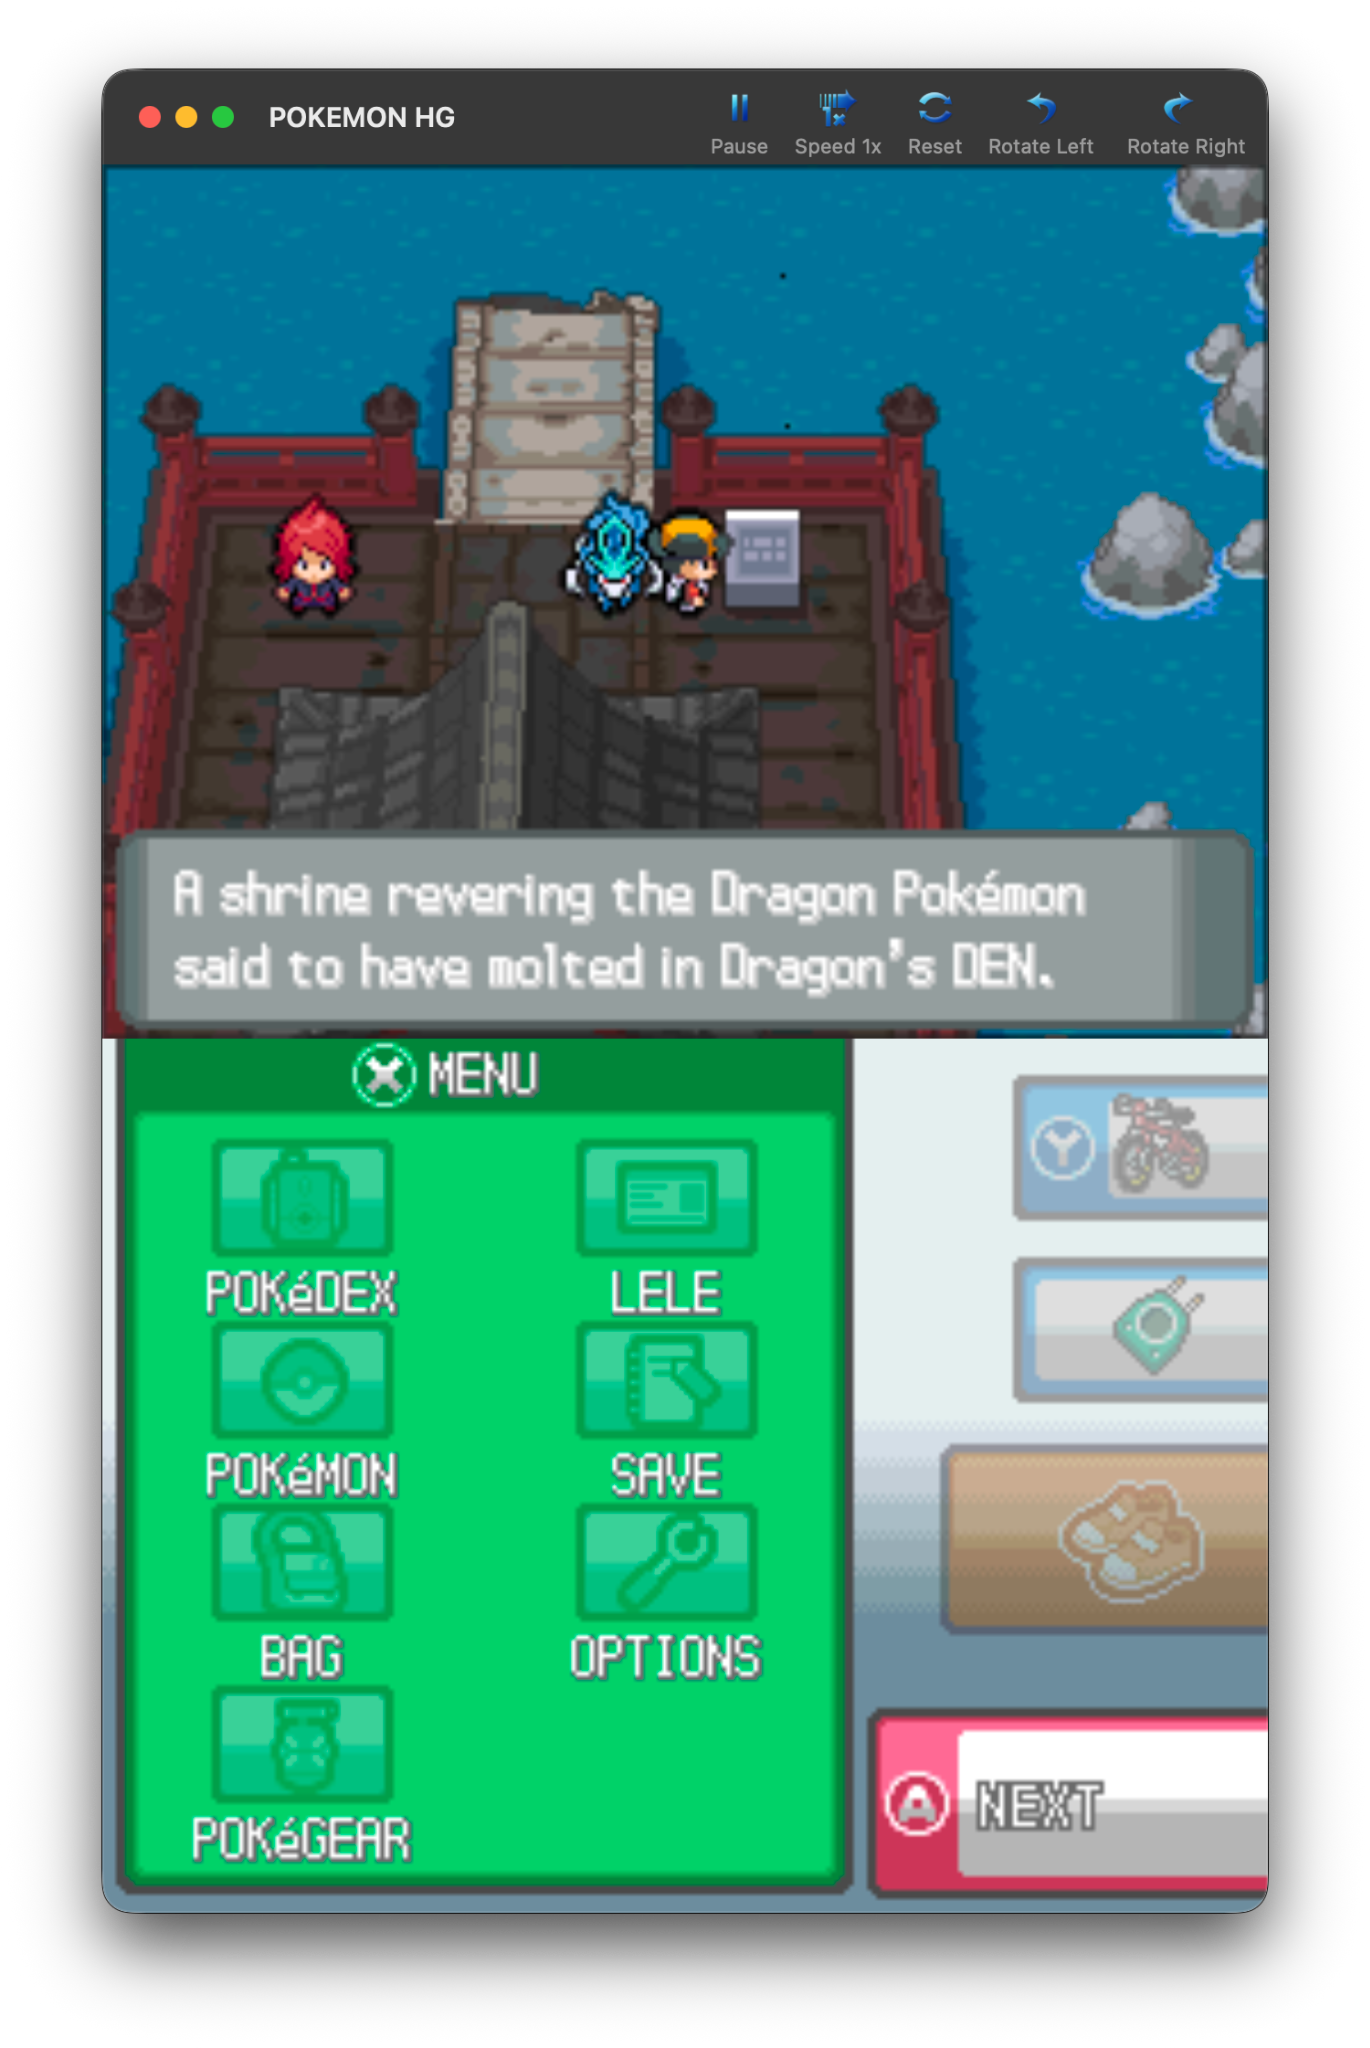 POKEMON HG
Pause
Speed 1x
Reset
Rotate Left
Rotate Right
1x
A shrine revering the Dragon Pokémon
said to have molted in Dragon's DEN.
X MENU
POKéDEX
LELE
Y
POKéMON
SAVE
BAG
OPTIONS
POKéGEAR
A NEXT